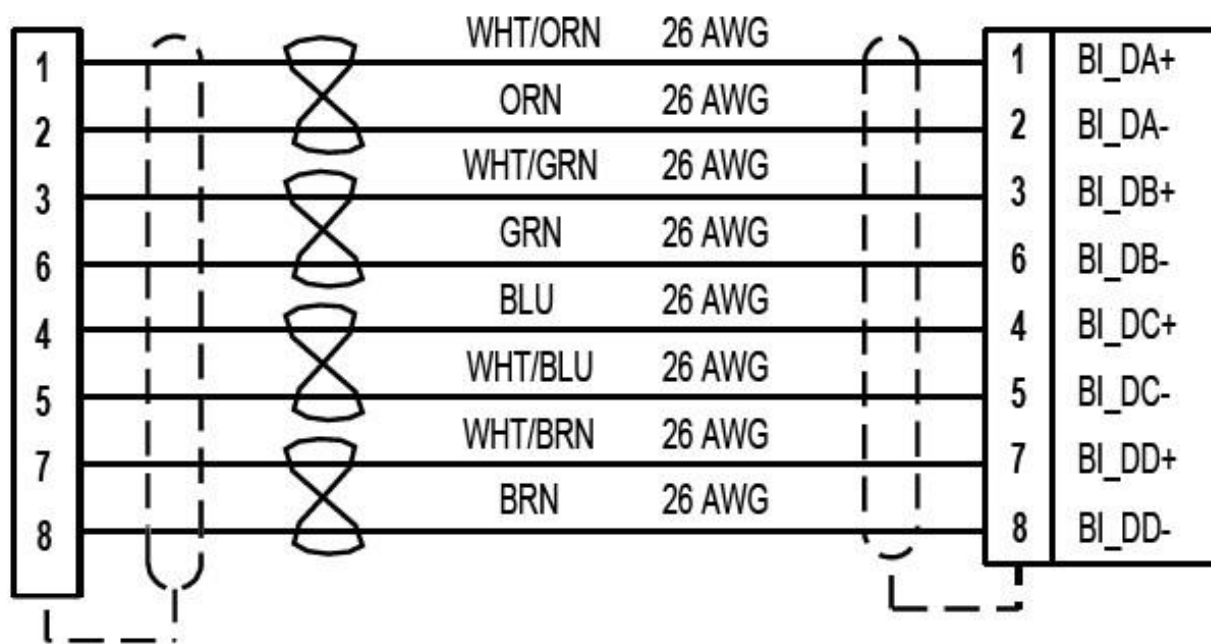 1 WHT/ORN 26 AWG 1 BI_DA+
2 ORN 26 AWG 2 BI_DA-
3 WHT/GRN 26 AWG 3 BI_DB+
6 GRN 26 AWG 6 BI_DB-
4 BLU 26 AWG 4 BI_DC+
5 WHT/BLU 26 AWG 5 BI_DC-
7 WHT/BRN 26 AWG 7 BI_DD+
8 BRN 26 AWG 8 BI_DD-